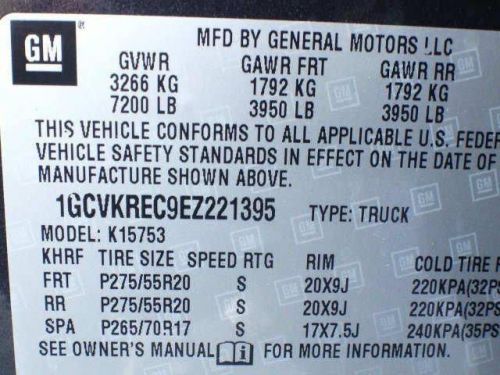 GM
MFD BY GENERAL MOTORS LLC
GVWR GAWR FRT GAWR RR
3266 KG 1792 KG 1792 KG
7200 LB 3950 LB 3950 LB
THIS VEHICLE CONFORMS TO ALL APPLICABLE U.S. FEDER
VEHICLE SAFETY STANDARDS IN EFFECT ON THE DATE OF
MANUFACTURE SHOWN ABOVE.
1GCVKREC9EZ221395 TYPE: TRUCK
MODEL: K15753
KHRF TIRE SIZE SPEED RTG RIM COLD TIRE
FRT P275/55R20 S 20X9J 220KPA(32PS
RR P275/55R20 S 20X9J 220KPA(32PS
SPA P265/70R17 S 17X7.5J 240KPA(35PS
SEE OWNER'S MANUAL i FOR MORE INFORMATION.